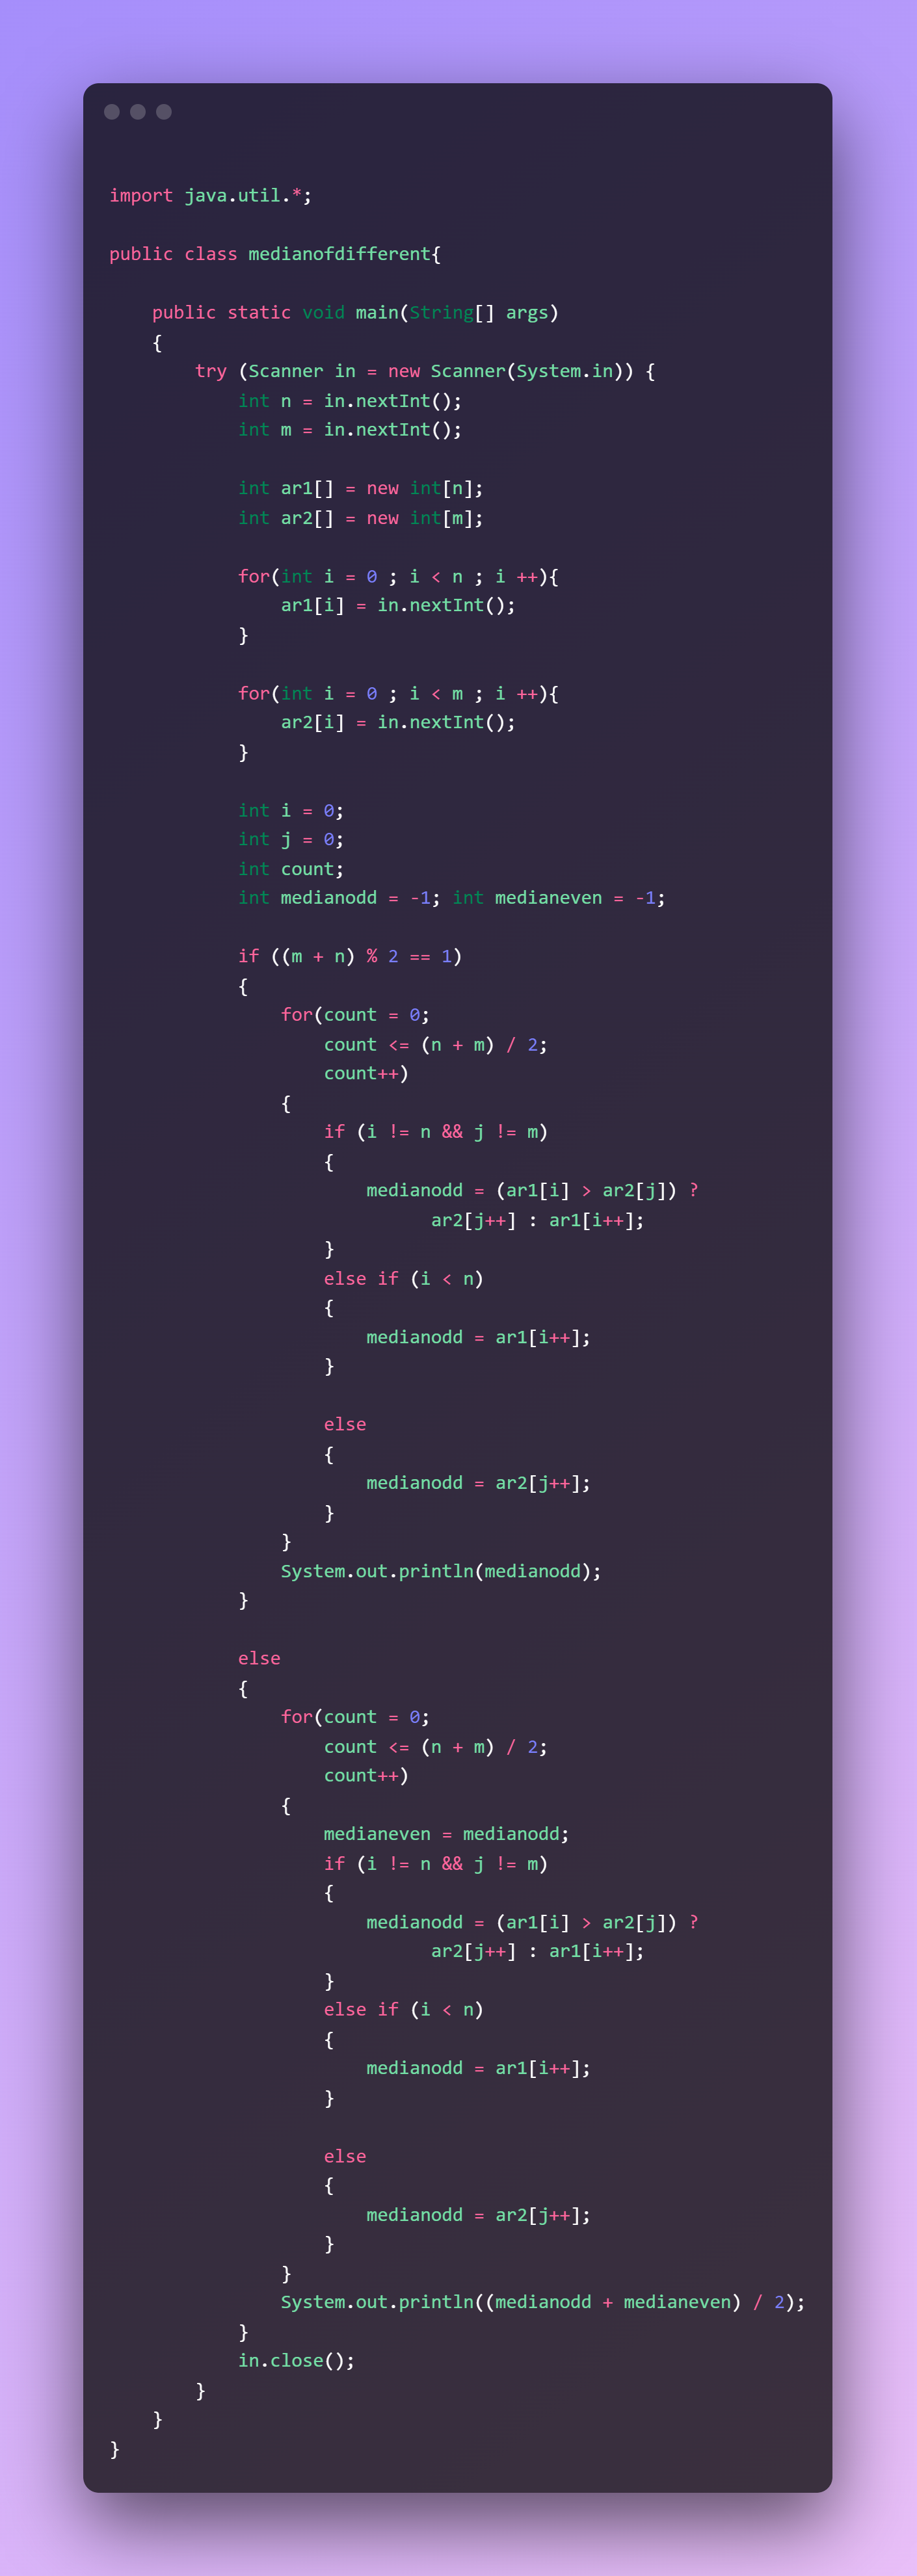 import java.util.*;
public class medianofdifferent{
    public static void main(String[] args)
    {
        try (Scanner in = new Scanner(System.in)) {
            int n = in.nextInt();
            int m = in.nextInt();
            int ar1[] = new int[n];
            int ar2[] = new int[m];
            for(int i = 0 ; i < n ; i ++){
                ar1[i] = in.nextInt();
            }
            for(int i = 0 ; i < m ; i ++){
                ar2[i] = in.nextInt();
            }
            int i = 0;
            int j = 0;
            int count;
            int medianodd = -1; int medianeven = -1;
            if ((m + n) % 2 == 1)
            {
                for(count = 0;
                    count <= (n + m) / 2;
                    count++)
                {
                    if (i != n && j != m)
                    {
                        medianodd = (ar1[i] > ar2[j]) ?
                              ar2[j++] : ar1[i++];
                    }
                    else if (i < n)
                    {
                        medianodd = ar1[i++];
                    }
                    else
                    {
                        medianodd = ar2[j++];
                    }
                }
                System.out.println(medianodd);
            }
            else
            {
                for(count = 0;
                    count <= (n + m) / 2;
                    count++)
                {
                    medianeven = medianodd;
                    if (i != n && j != m)
                    {
                        medianodd = (ar1[i] > ar2[j]) ?
                              ar2[j++] : ar1[i++];
                    }
                    else if (i < n)
                    {
                        medianodd = ar1[i++];
                    }
                    else
                    {
                        medianodd = ar2[j++];
                    }
                }
                System.out.println((medianodd + medianeven) / 2);
            }
            in.close();
        }
    }
}